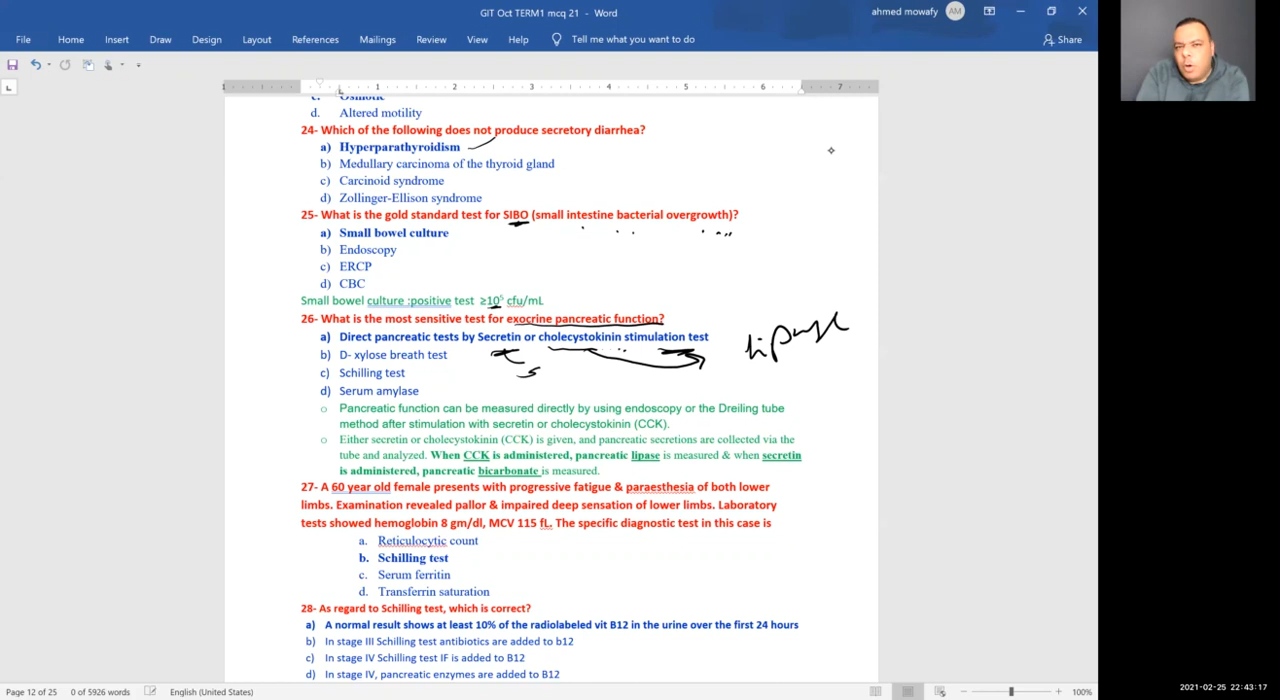 GIT Oct TERM1 mcq 21 - Word
ahmed mowafy AM
File Home Insert Draw Design Layout References Mailings Review View Help Tell me what you want to do Share
c. Osmotic
d. Altered motility
24- Which of the following does not produce secretory diarrhea?
a) Hyperparathyroidism
b) Medullary carcinoma of the thyroid gland
c) Carcinoid syndrome
d) Zollinger-Ellison syndrome
25- What is the gold standard test for SIBO (small intestine bacterial overgrowth)?
a) Small bowel culture
b) Endoscopy
c) ERCP
d) CBC
Small bowel culture :positive test ≥10⁵ cfu/mL
26- What is the most sensitive test for exocrine pancreatic function?
a) Direct pancreatic tests by Secretin or cholecystokinin stimulation test
lipase
b) D- xylose breath test
c) Schilling test
d) Serum amylase
o Pancreatic function can be measured directly by using endoscopy or the Dreiling tube
method after stimulation with secretin or cholecystokinin (CCK).
o Either secretin or cholecystokinin (CCK) is given, and pancreatic secretions are collected via the
tube and analyzed. When CCK is administered, pancreatic lipase is measured & when secretin
is administered, pancreatic bicarbonate is measured.
27- A 60 year old female presents with progressive fatigue & paraesthesia of both lower
limbs. Examination revealed pallor & impaired deep sensation of lower limbs. Laboratory
tests showed hemoglobin 8 gm/dl, MCV 115 fL. The specific diagnostic test in this case is
a. Reticulocytic count
b. Schilling test
c. Serum ferritin
d. Transferrin saturation
28- As regard to Schilling test, which is correct?
a) A normal result shows at least 10% of the radiolabeled vit B12 in the urine over the first 24 hours
b) In stage III Schilling test antibiotics are added to b12
c) In stage IV Schilling test IF is added to B12
d) In stage IV, pancreatic enzymes are added to B12
Page 12 of 25 0 of 5926 words English (United States) 100%
2021-02-25 22:43:17